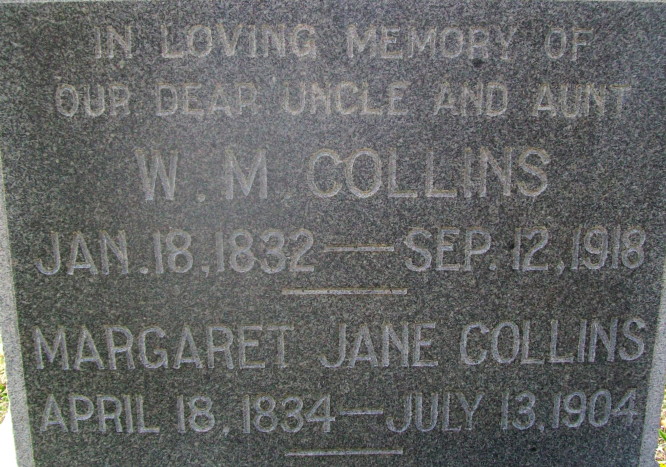 IN LOVING MEMORY OF
OUR DEAR UNCLE AND AUNT
W. M. COLLINS
JAN. 18, 1832 — SEP. 12, 1918
MARGARET JANE COLLINS
APRIL 18, 1834 — JULY 13, 1904